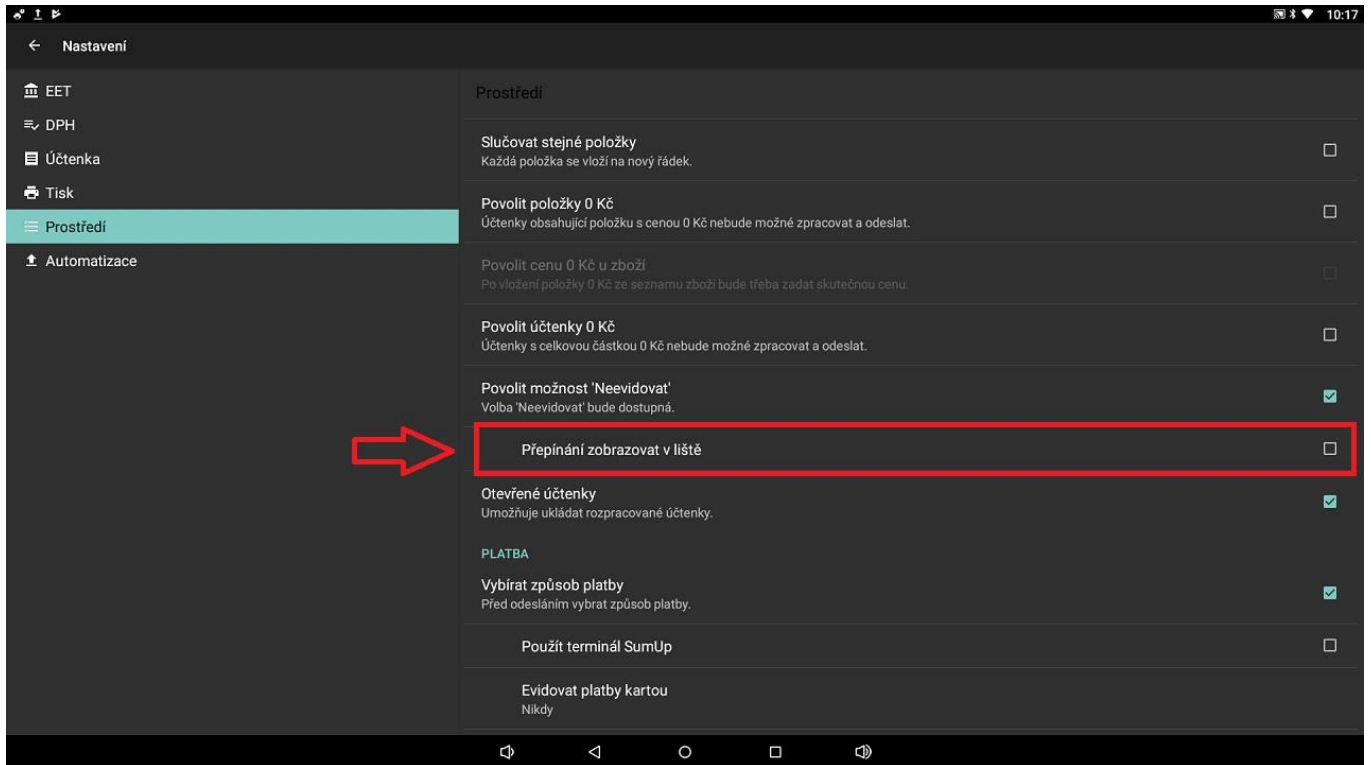 10:17
Nastavení
EET
DPH
Účtenka
Tisk
Prostředí
Automatizace
Prostředí
Slučovat stejné položky
Každá položka se vloží na nový řádek.
Povolit položky 0 Kč
Účtenky obsahující položku s cenou 0 Kč nebude možné zpracovat a odeslat.
Povolit cenu 0 Kč u zboží
Po vložení položky 0 Kč ze seznamu zboží bude třeba zadat skutečnou cenu.
Povolit účtenky 0 Kč
Účtenky s celkovou částkou 0 Kč nebude možné zpracovat a odeslat.
Povolit možnost 'Neevidovat'
Volba 'Neevidovat' bude dostupná.
Přepínání zobrazovat v liště
Otevřené účtenky
Umožňuje ukládat rozpracované účtenky.
PLATBA
Vybírat způsob platby
Před odesláním vybrat způsob platby.
Použít terminál SumUp
Evidovat platby kartou
Nikdy